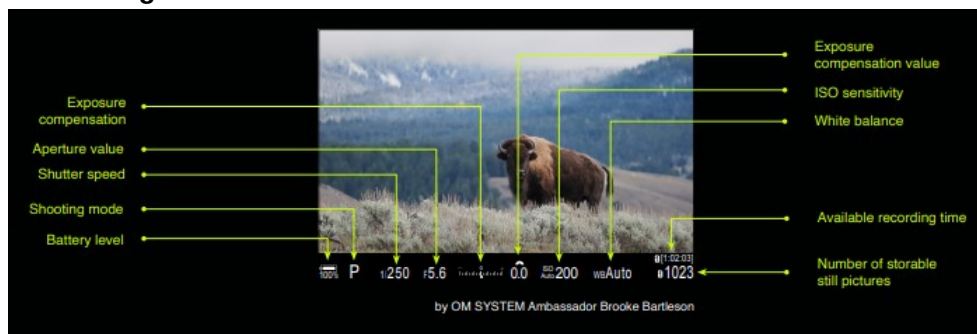 Exposure
compensation value
ISO sensitivity
White balance
Exposure
compensation
Aperture value
Shutter speed
Shooting mode
Battery level
Available recording time
Number of storable
still pictures
[1:02:03]
100% P 1/250 F5.6 0.0 ISO Auto 200 WB Auto 1023
by OM SYSTEM Ambassador Brooke Bartleson